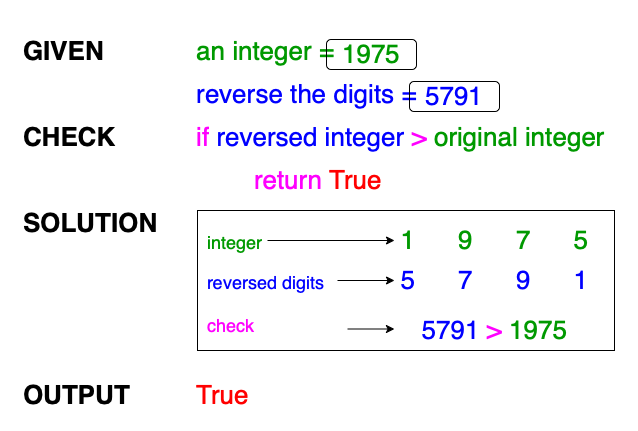 GIVEN an integer = 1975
reverse the digits = 5791
CHECK if reversed integer > original integer
return True
SOLUTION
integer 1 9 7 5
reversed digits 5 7 9 1
check 5791 > 1975
OUTPUT True